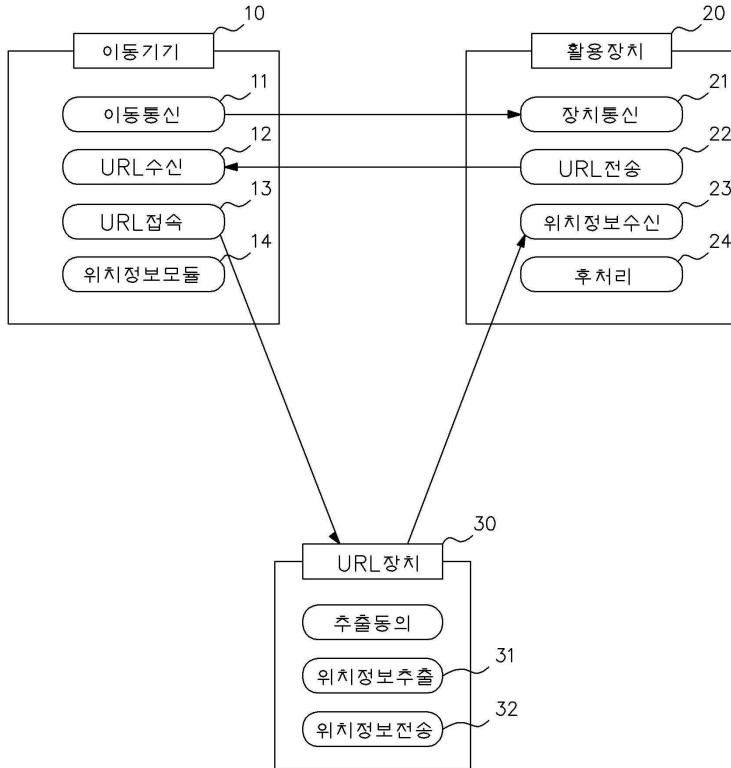 10
이동기기
11
이동통신
12
URL수신
13
URL접속
14
위치정보모듈
20
활용장치
21
장치통신
22
URL전송
23
위치정보수신
24
후처리
30
URL장치
추출동의
31
위치정보추출
32
위치정보전송